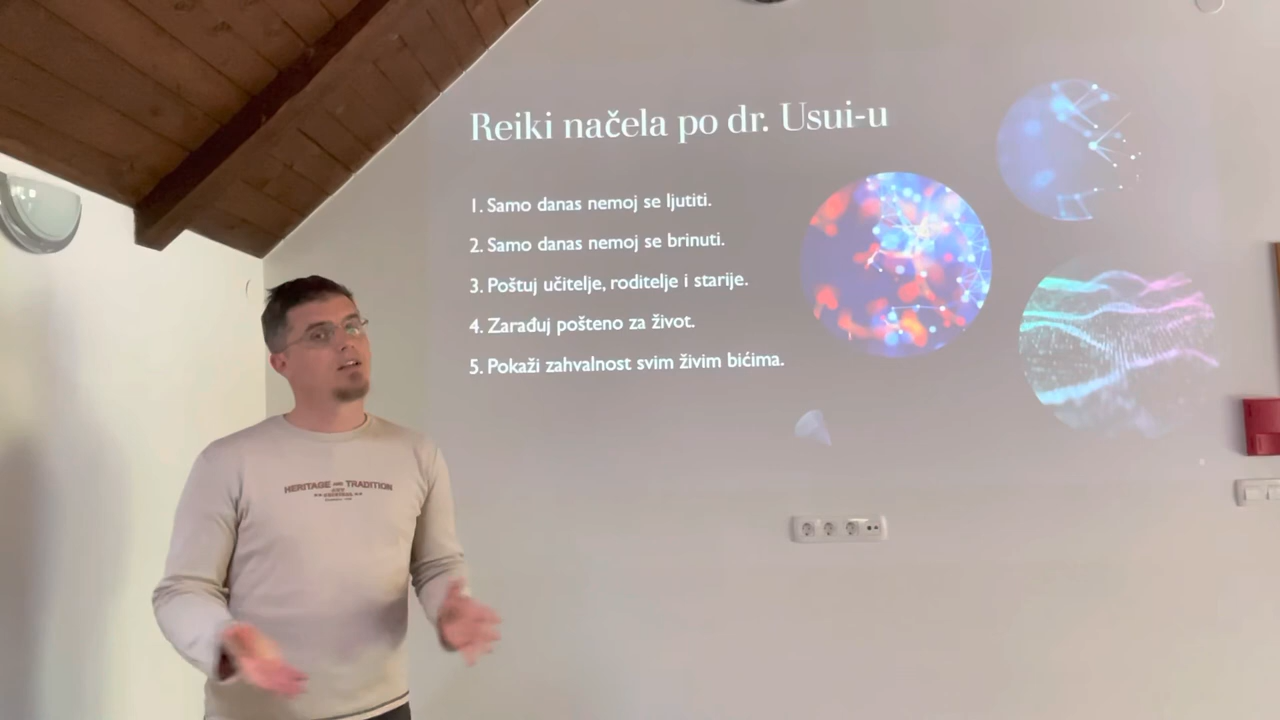 Reiki načela po dr. Usui-u
1. Samo danas nemoj se ljutiti.
2. Samo danas nemoj se brinuti.
3. Poštuj učitelje, roditelje i starije.
4. Zarađuj pošteno za život.
5. Pokaži zahvalnost svim živim bićima.
HERITAGE AND TRADITION